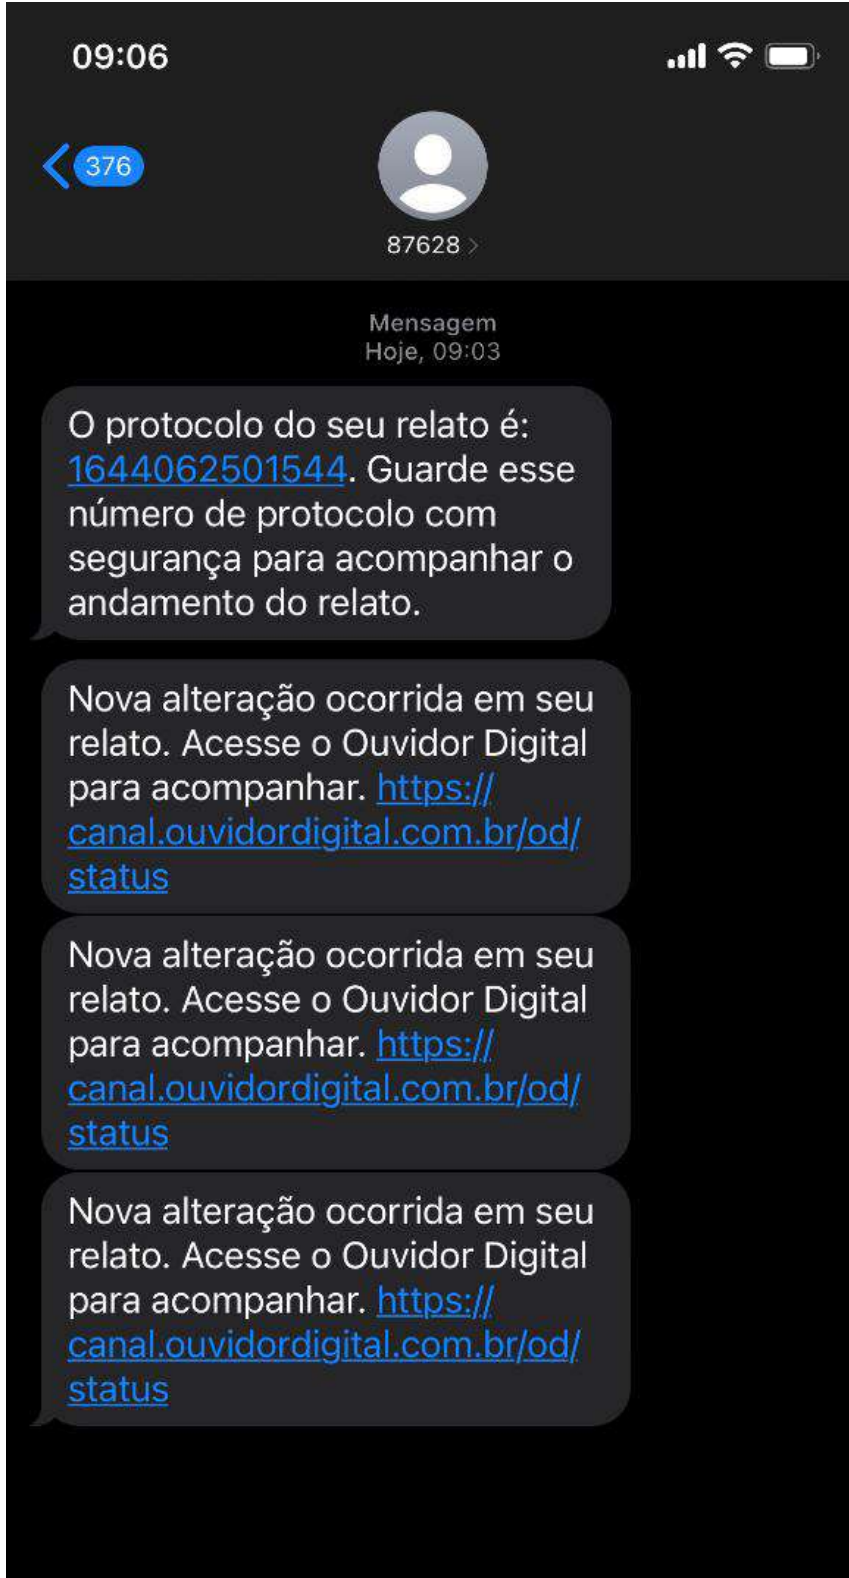 09:06
376
87628
Mensagem
Hoje, 09:03
O protocolo do seu relato é:
1644062501544. Guarde esse
número de protocolo com
segurança para acompanhar o
andamento do relato.
Nova alteração ocorrida em seu
relato. Acesse o Ouvidor Digital
para acompanhar. https://
canal.ouvidordigital.com.br/od/
status
Nova alteração ocorrida em seu
relato. Acesse o Ouvidor Digital
para acompanhar. https://
canal.ouvidordigital.com.br/od/
status
Nova alteração ocorrida em seu
relato. Acesse o Ouvidor Digital
para acompanhar. https://
canal.ouvidordigital.com.br/od/
status